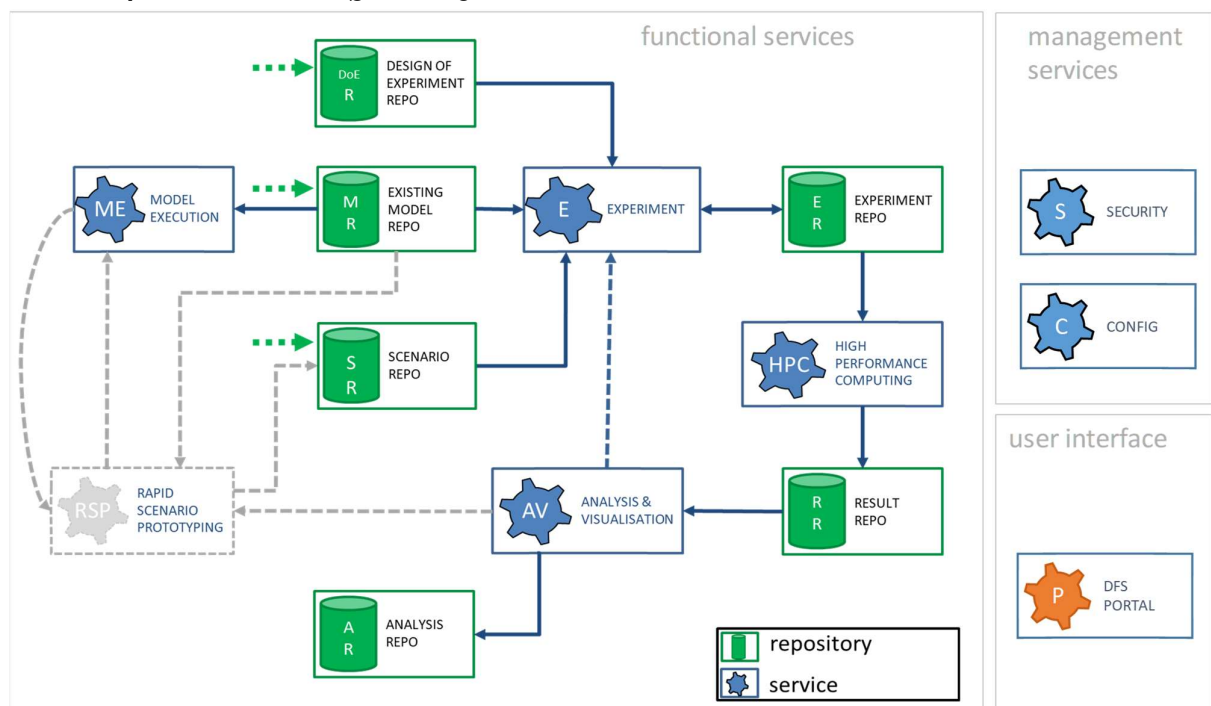 functional services
management
services
DoE
R
DESIGN OF
EXPERIMENT
REPO
ME
MODEL
EXECUTION
M
R
EXISTING
MODEL
REPO
E
EXPERIMENT
E
R
EXPERIMENT
REPO
S
SECURITY
S
R
SCENARIO
REPO
HPC
HIGH
PERFORMANCE
COMPUTING
C
CONFIG
user interface
RSP
RAPID
SCENARIO
PROTOTYPING
AV
ANALYSIS &
VISUALISATION
R
R
RESULT
REPO
P
DFS
PORTAL
A
R
ANALYSIS
REPO
repository
service